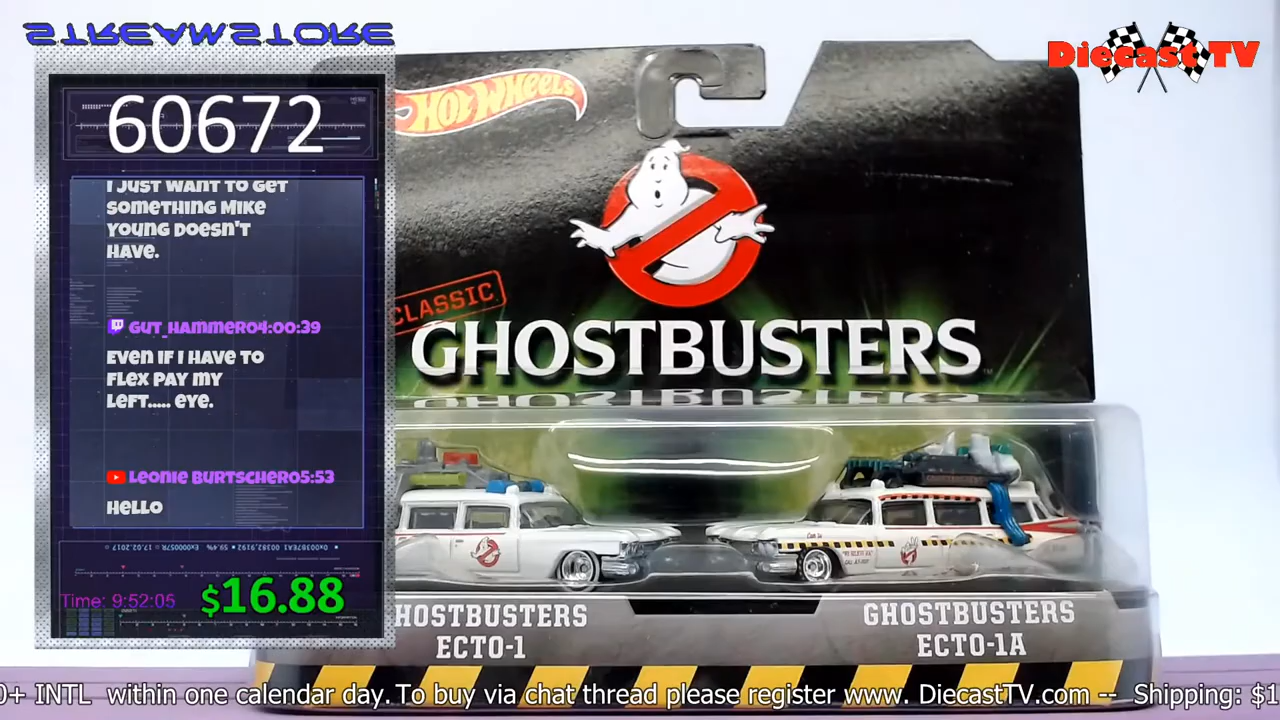 STREAM STORE
60672
I JUST WANT TO GET
SOMETHING MIKE
YOUNG DOESN'T
HAVE.
GUT_HAMMER04:00:39
EVEN IF I HAVE TO
FLEX PAY MY
LEFT..... EYE.
LEONIE BURTSCHER05:53
HELLO
Time: 9:52:05
$16.88
Diecast TV
HOT WHEELS
CLASSIC
GHOSTBUSTERS
HOSTBUSTERS
ECTO-1
GHOSTBUSTERS
ECTO-1A
0+ INTL within one calendar day. To buy via chat thread please register www. DiecastTV.com -- Shipping: $1